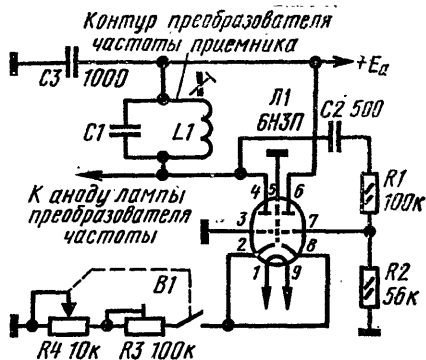 Контур преобразователя
частоты приемника
C3
1000
+Eа
Л1
6Н3П
C2 500
C1
L1
К аноду лампы
преобразователя
частоты
4 5 6
3 7
2 8
1 9
R1
100к
R2
56к
B1
R4 10к R3 100к